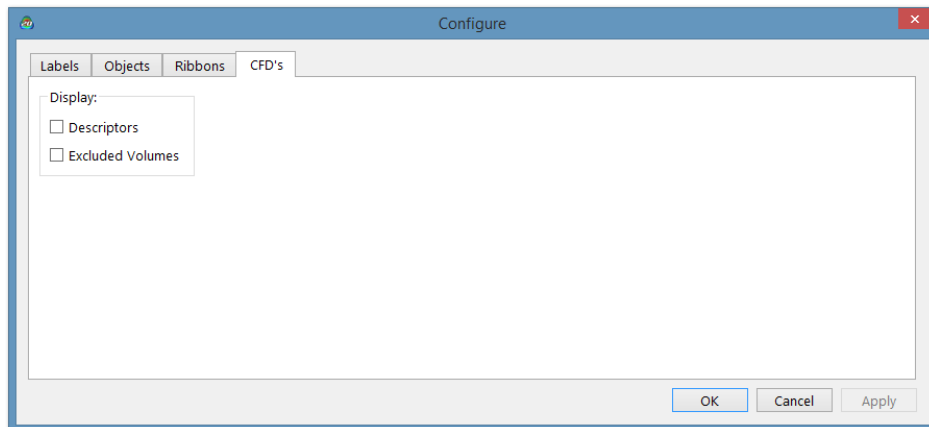 Configure
Labels Objects Ribbons CFD's
Display:
Descriptors
Excluded Volumes
OK Cancel Apply